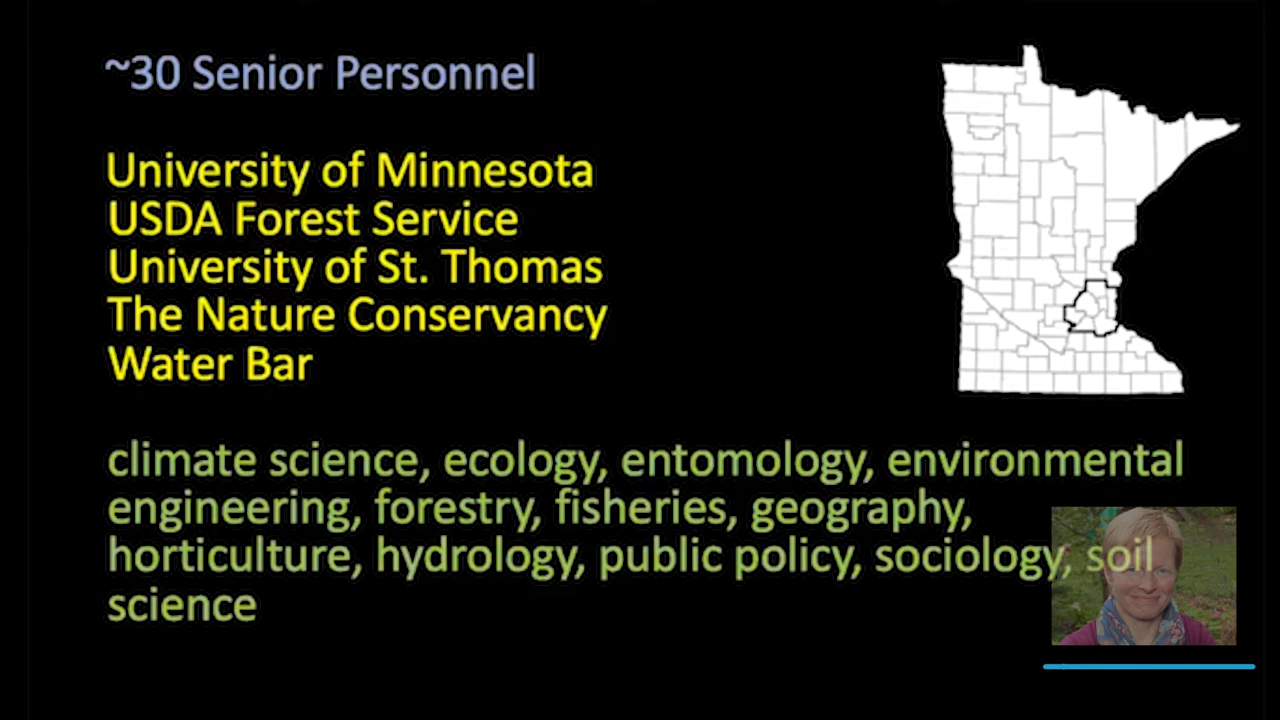 ~30 Senior Personnel
University of Minnesota
USDA Forest Service
University of St. Thomas
The Nature Conservancy
Water Bar
climate science, ecology, entomology, environmental
engineering, forestry, fisheries, geography,
horticulture, hydrology, public policy, sociology, soil
science